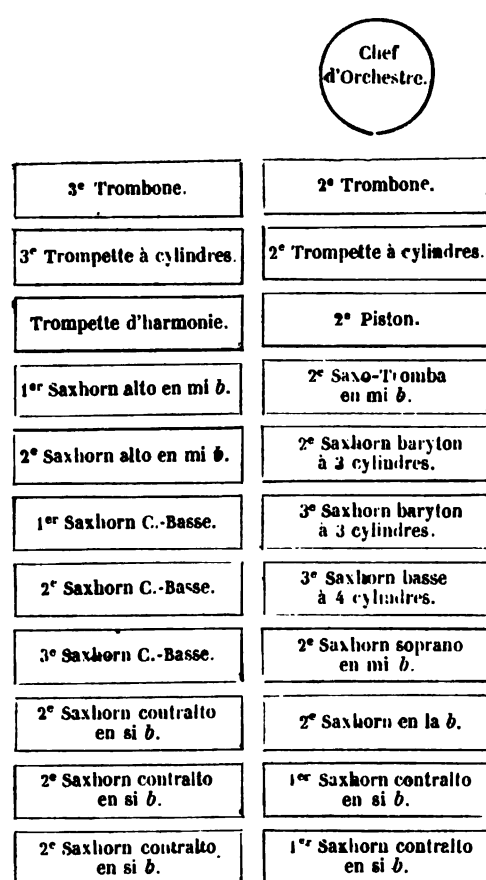 Chef
d'Orchestre.
3e Trombone.
2e Trombone.
3e Trompette à cylindres.
2e Trompette à cylindres.
Trompette d'harmonie.
2e Piston.
1er Saxhorn alto en mi b.
2e Saxo-Tromba
en mi b.
2e Saxhorn alto en mi b.
2e Saxhorn baryton
à 3 cylindres.
1er Saxhorn C.-Basse.
3e Saxhorn baryton
à 3 cylindres.
2e Saxhorn C.-Basse.
3e Saxhorn basse
à 4 cylindres.
3e Saxhorn C.-Basse.
2e Saxhorn soprano
en mi b.
2e Saxhorn contralto
en si b.
2e Saxhorn en la b.
2e Saxhorn contralto
en si b.
1er Saxhorn contralto
en si b.
2e Saxhorn contralto
en si b.
1er Saxhorn contralto
en si b.